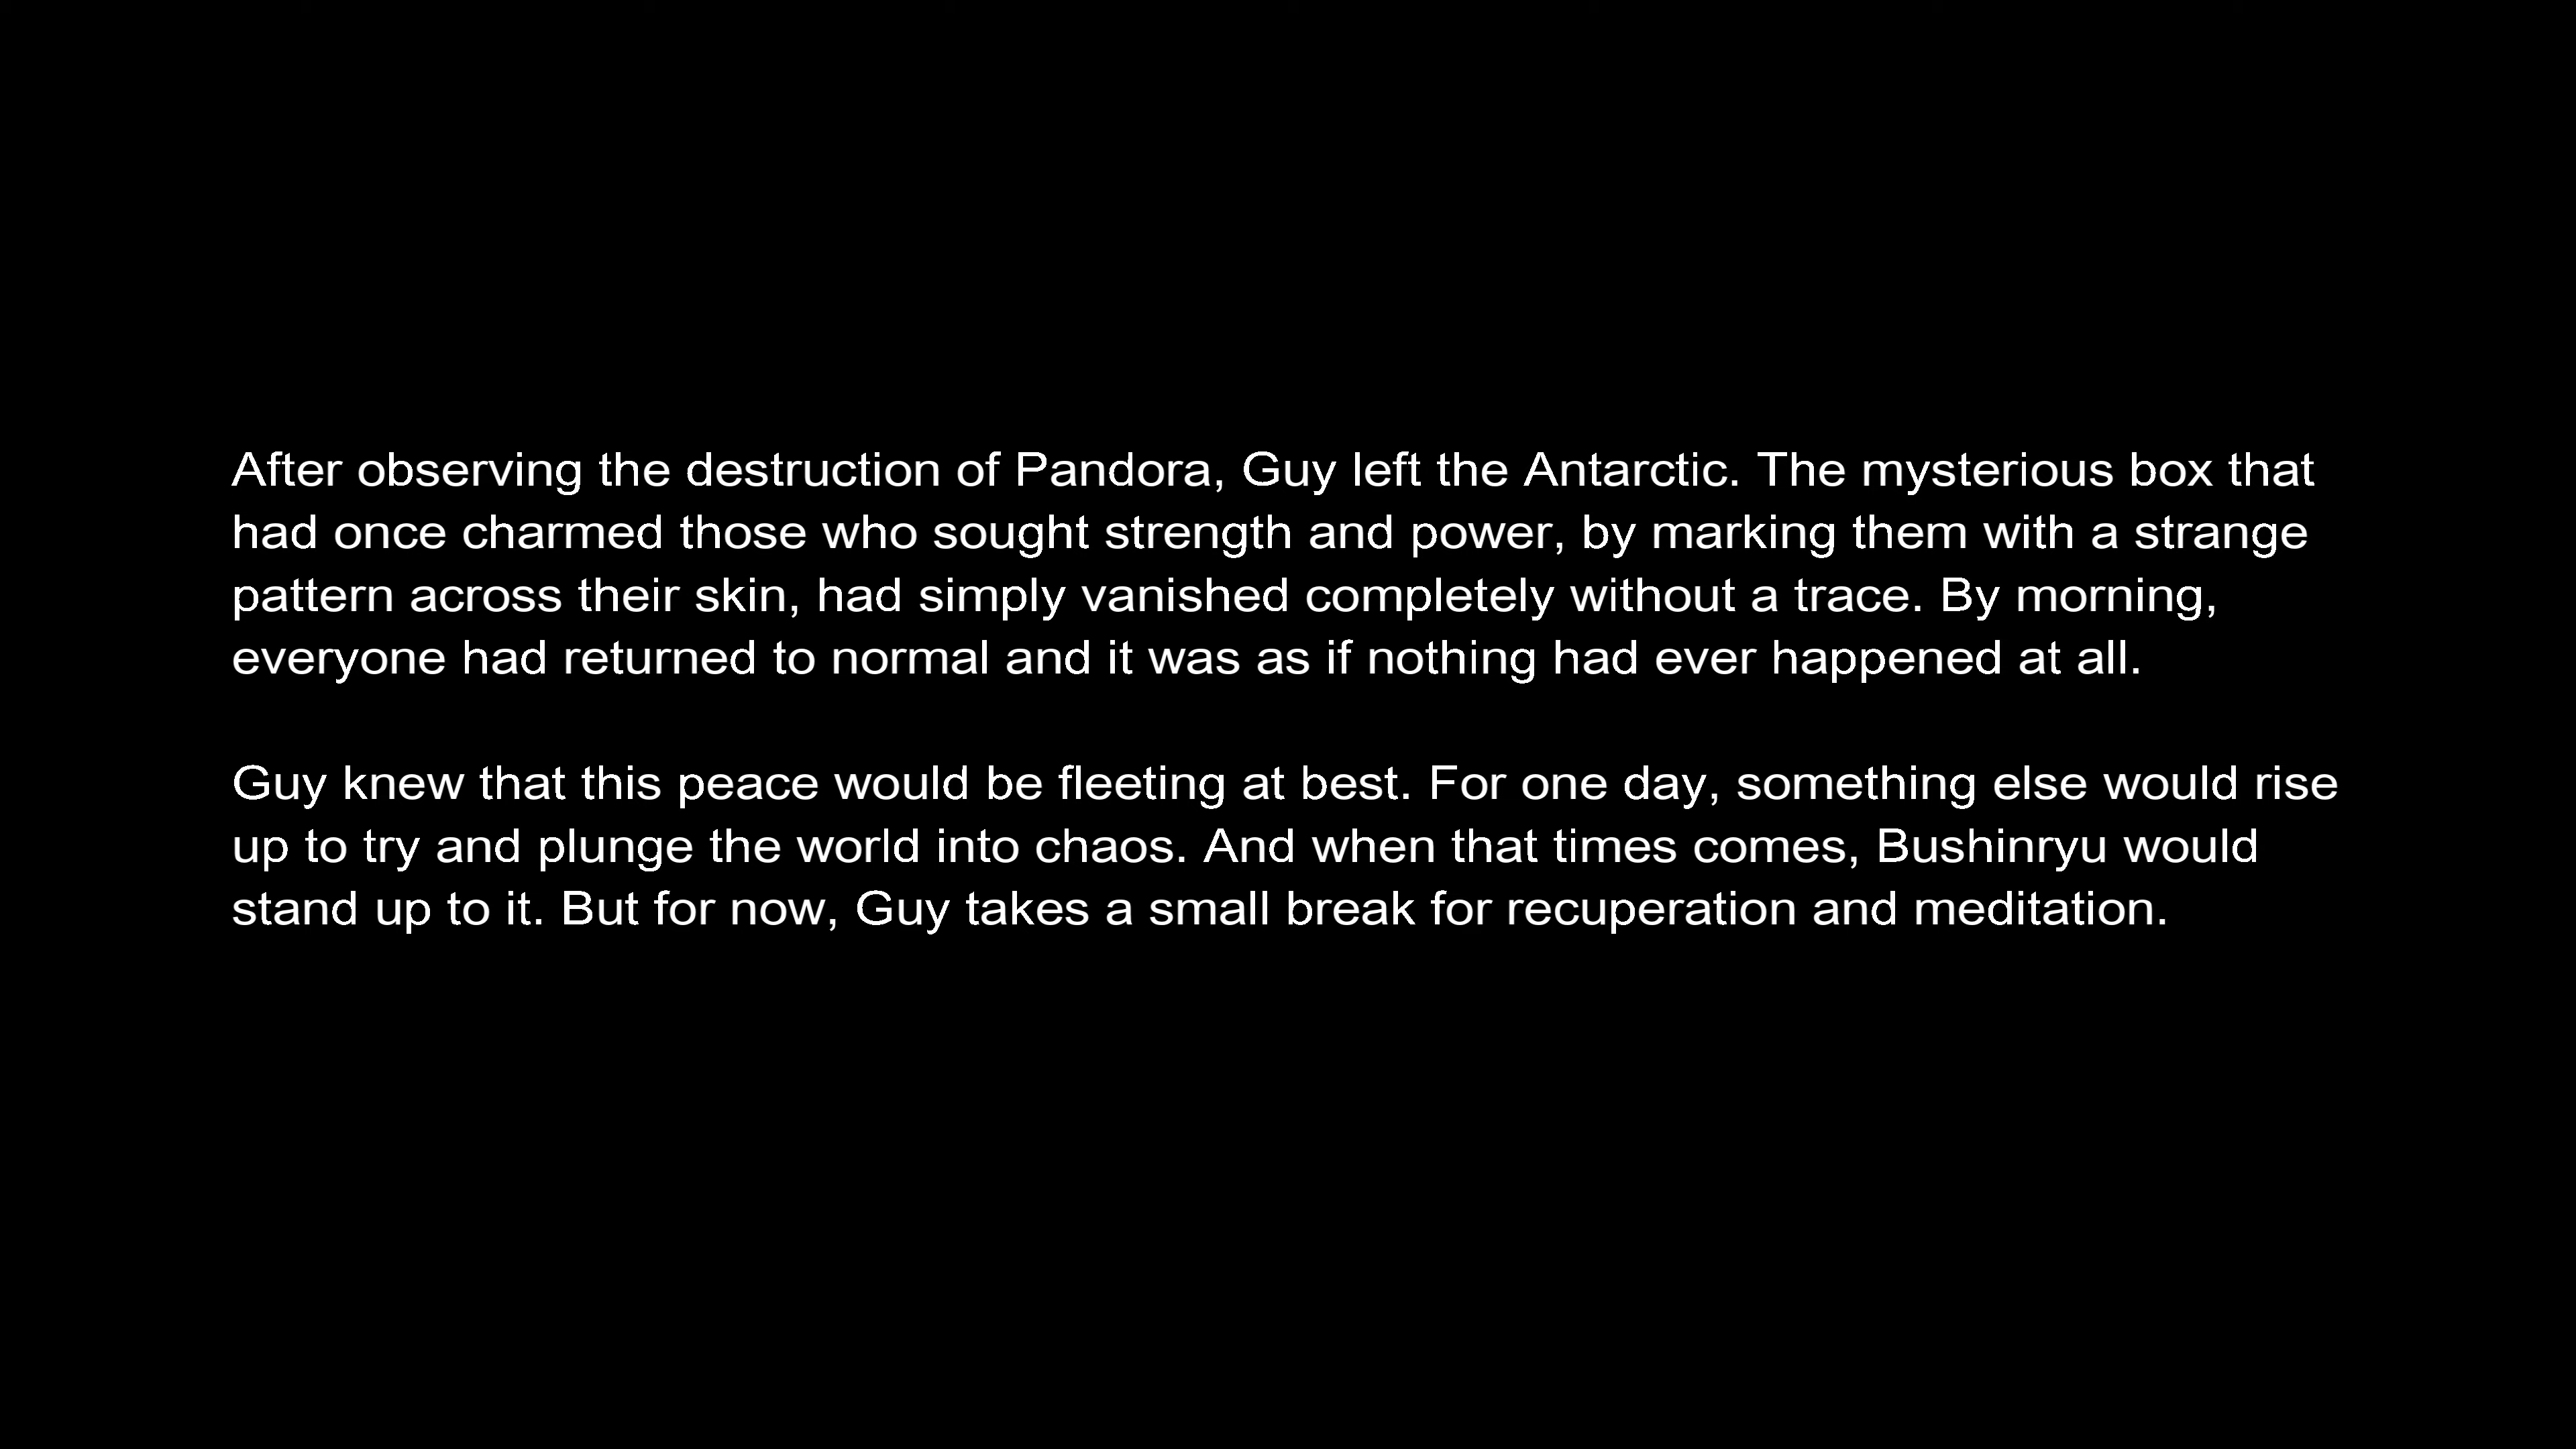 After observing the destruction of Pandora, Guy left the Antarctic. The mysterious box that
had once charmed those who sought strength and power, by marking them with a strange
pattern across their skin, had simply vanished completely without a trace. By morning,
everyone had returned to normal and it was as if nothing had ever happened at all.
Guy knew that this peace would be fleeting at best. For one day, something else would rise
up to try and plunge the world into chaos. And when that times comes, Bushinryu would
stand up to it. But for now, Guy takes a small break for recuperation and meditation.